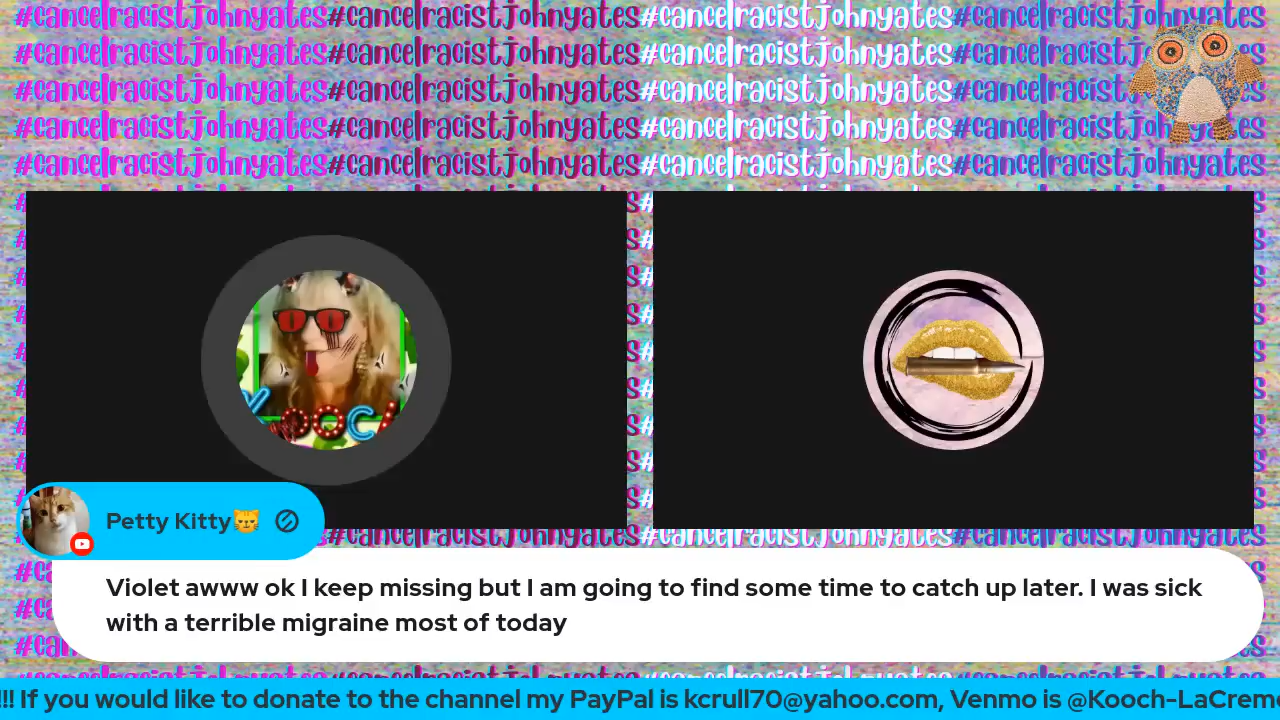 #cancelracistjohnyates#cancelracistjohnyates#cancelracistjohnyates#cancelracistjohnyates
#cancelracistjohnyates#cancelracistjohnyates#cancelracistjohnyates#cancelracistjohnyates
#cancelracistjohnyates#cancelracistjohnyates#cancelracistjohnyates#cancelracistjohnyates
#cancelracistjohnyates#cancelracistjohnyates#cancelracistjohnyates#cancelracistjohnyates
#cancelracistjohnyates#cancelracistjohnyates#cancelracistjohnyates#cancelracistjohnyates
Petty Kitty😼
Violet awww ok I keep missing but I am going to find some time to catch up later. I was sick
with a terrible migraine most of today
!!! If you would like to donate to the channel my PayPal is kcrull70@yahoo.com, Venmo is @Kooch-LaCreme